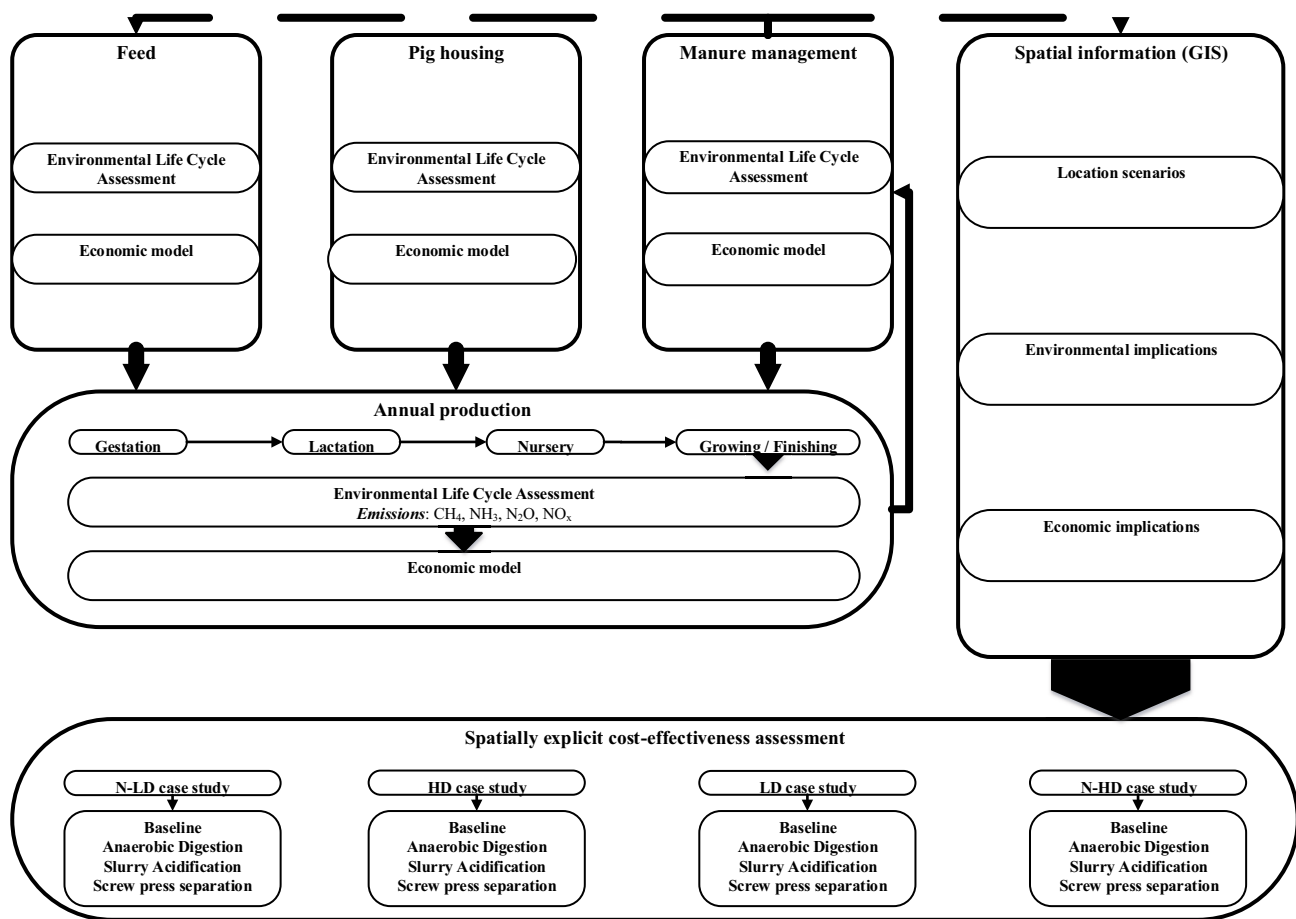 Feed
Environmental Life Cycle
Assessment
Economic model
Pig housing
Environmental Life Cycle
Assessment
Economic model
Manure management
Environmental Life Cycle
Assessment
Economic model
Spatial information (GIS)
Location scenarios
Environmental implications
Economic implications
Annual production
Gestation
Lactation
Nursery
Growing / Finishing
Environmental Life Cycle Assessment
Emissions: CH₄, NH₃, N₂O, NOₓ
Economic model
Spatially explicit cost-effectiveness assessment
N-LD case study
Baseline
Anaerobic Digestion
Slurry Acidification
Screw press separation
HD case study
Baseline
Anaerobic Digestion
Slurry Acidification
Screw press separation
LD case study
Baseline
Anaerobic Digestion
Slurry Acidification
Screw press separation
N-HD case study
Baseline
Anaerobic Digestion
Slurry Acidification
Screw press separation